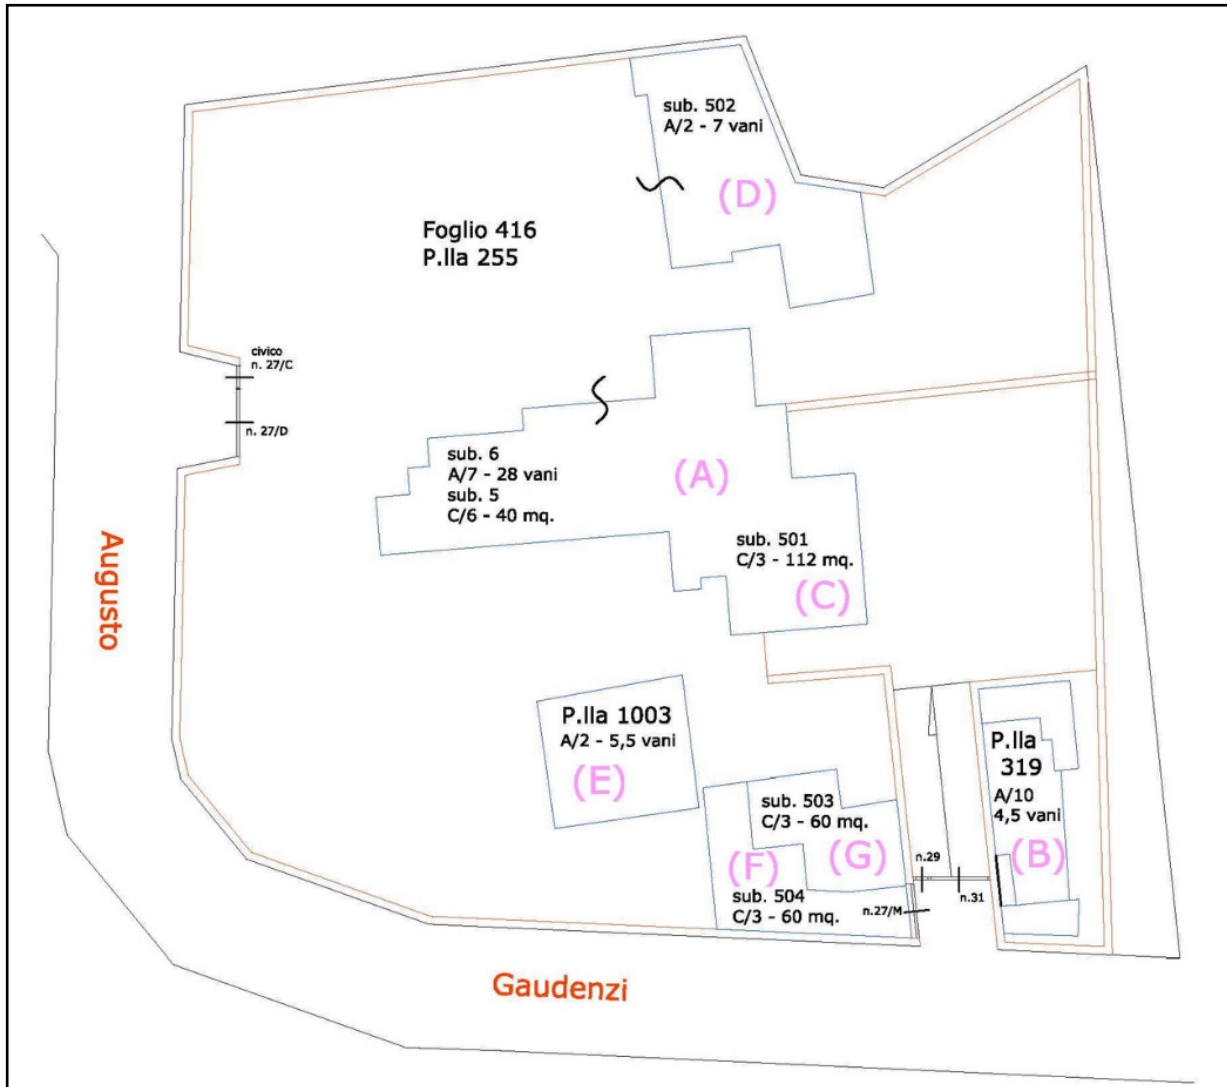 sub. 502
A/2 - 7 vani
(D)
Foglio 416
P.lla 255
civico
n. 27/C
n. 27/D
sub. 6
A/7 - 28 vani
sub. 5
C/6 - 40 mq.
(A)
sub. 501
C/3 - 112 mq.
(C)
Augusto
P.lla 1003
A/2 - 5,5 vani
(E)
P.lla
319
A/10
4,5 vani
(B)
sub. 503
C/3 - 60 mq.
(G)
(F)
sub. 504
C/3 - 60 mq.
n.29
n.31
n.27/M
Gaudenzi